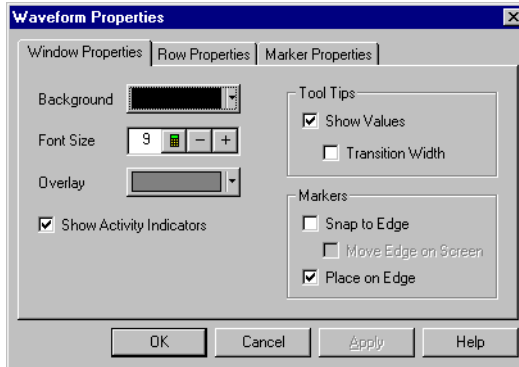 Waveform Properties
Window Properties Row Properties Marker Properties
Background
Font Size 9 - +
Overlay
Show Activity Indicators
Tool Tips
Show Values
Transition Width
Markers
Snap to Edge
Move Edge on Screen
Place on Edge
OK Cancel Apply Help